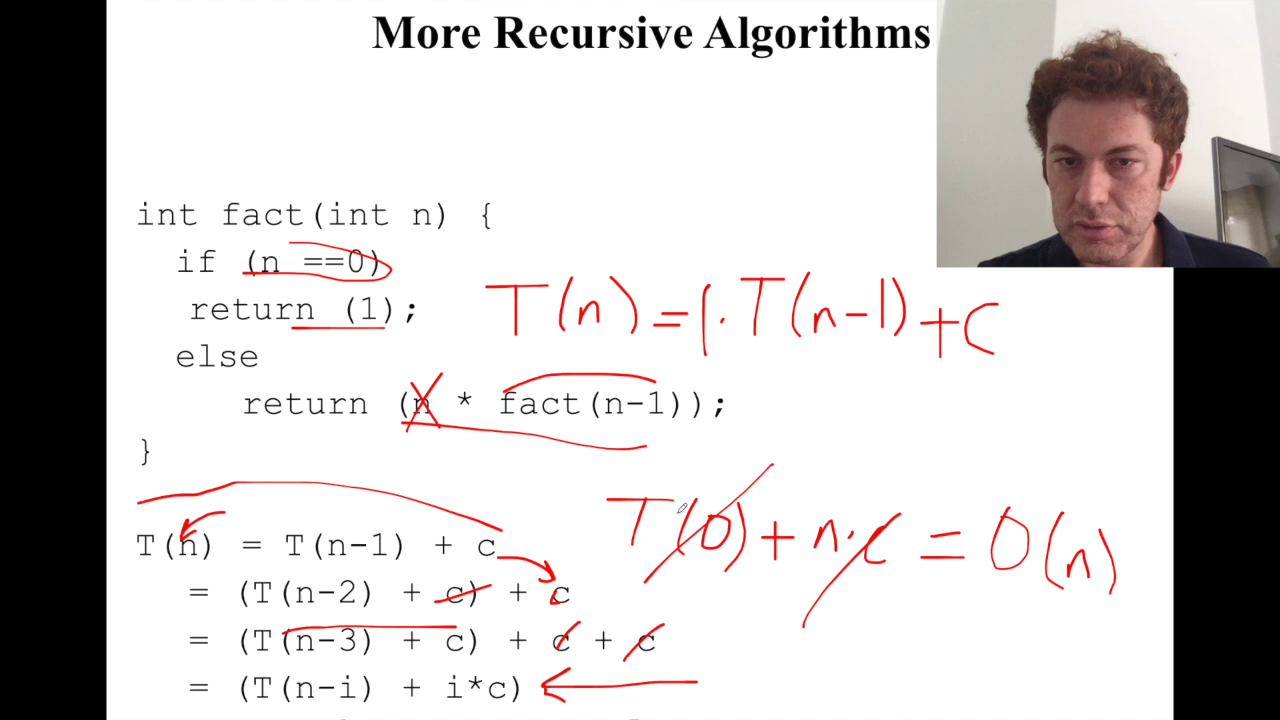 More Recursive Algorithms
int fact(int n) {
if (n ==0)
return (1);
T(n) = 1. T(n-1) + c
else
return (n * fact(n-1));
}
T(0) + n.c = O(n)
T(n) = T(n-1) + c
= (T(n-2) + c) + c
= (T(n-3) + c) + c + c
= (T(n-i) + i*c)